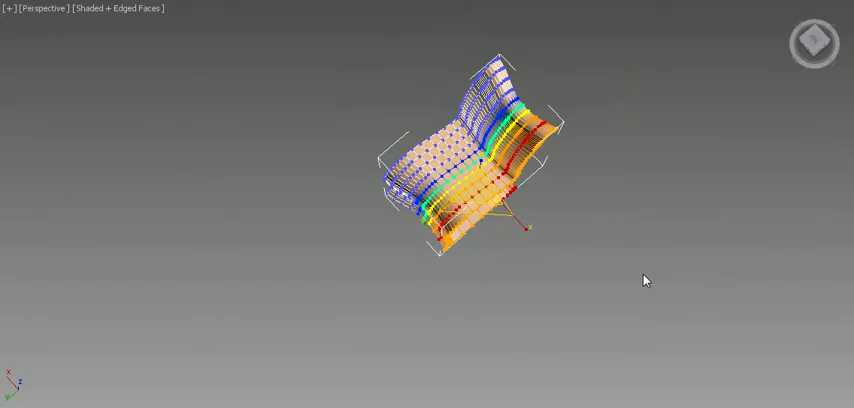 [ + ] [Perspective ] [Shaded + Edged Faces ]
x
x
z
y